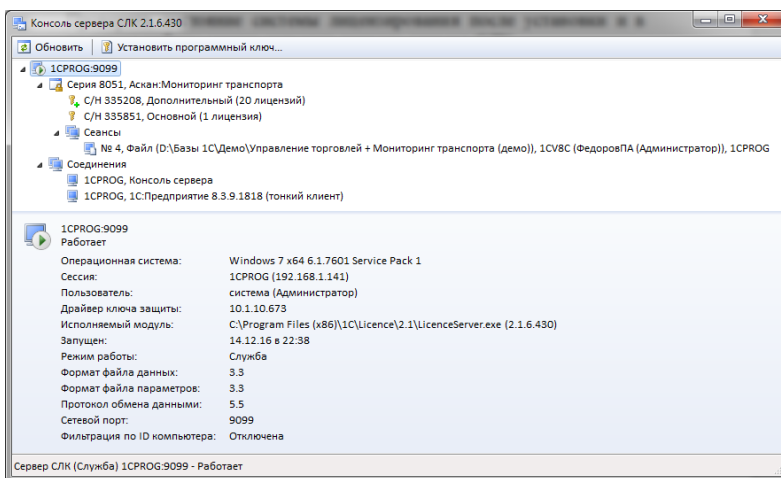 Консоль сервера СЛК 2.1.6.430
Обновить
Установить программный ключ...
1CPROG:9099
Серия 8051, Аскан:Мониторинг транспорта
С/Н 335208, Дополнительный (20 лицензий)
С/Н 335851, Основной (1 лицензия)
Сеансы
№ 4, Файл (D:\Базы 1С\Демо\Управление торговлей + Мониторинг транспорта (демо)), 1CV8C (ФедоровПА (Администратор)), 1CPROG
Соединения
1CPROG, Консоль сервера
1CPROG, 1С:Предприятие 8.3.9.1818 (тонкий клиент)
1CPROG:9099
Работает
Операционная система: Windows 7 x64 6.1.7601 Service Pack 1
Сессия: 1CPROG (192.168.1.141)
Пользователь: система (Администратор)
Драйвер ключа защиты: 10.1.10.673
Исполняемый модуль: C:\Program Files (x86)\1C\Licence\2.1\LicenceServer.exe (2.1.6.430)
Запущен: 14.12.16 в 22:38
Режим работы: Служба
Формат файла данных: 3.3
Формат файла параметров: 3.3
Протокол обмена данными: 5.5
Сетевой порт: 9099
Фильтрация по ID компьютера: Отключена
Сервер СЛК (Служба) 1CPROG:9099 - Работает